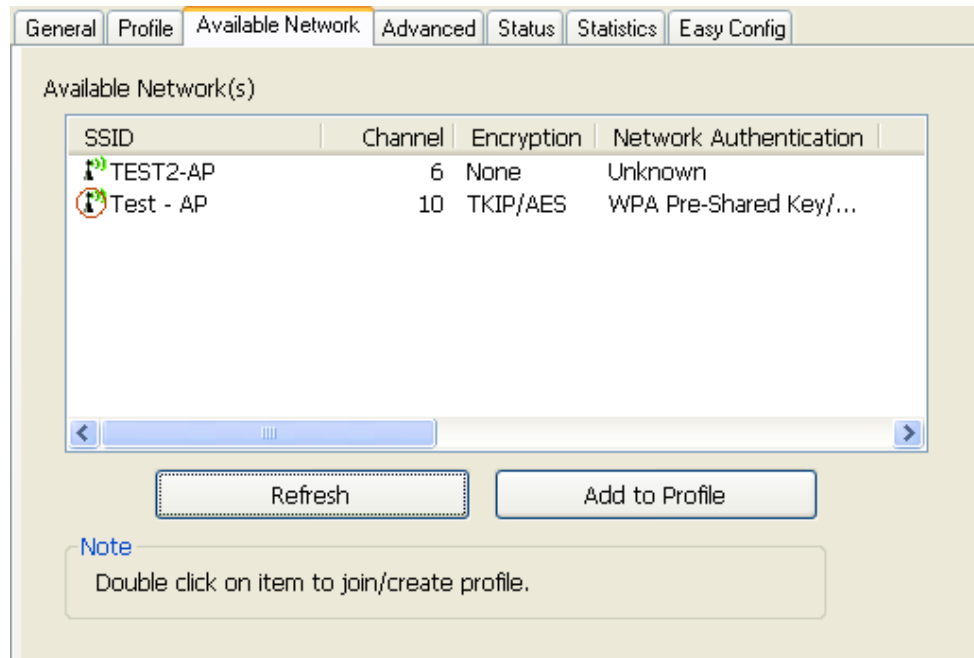 General Profile Available Network Advanced Status Statistics Easy Config
Available Network(s)
SSID Channel Encryption Network Authentication
TEST2-AP 6 None Unknown
Test - AP 10 TKIP/AES WPA Pre-Shared Key/...
Refresh Add to Profile
Note
Double click on item to join/create profile.